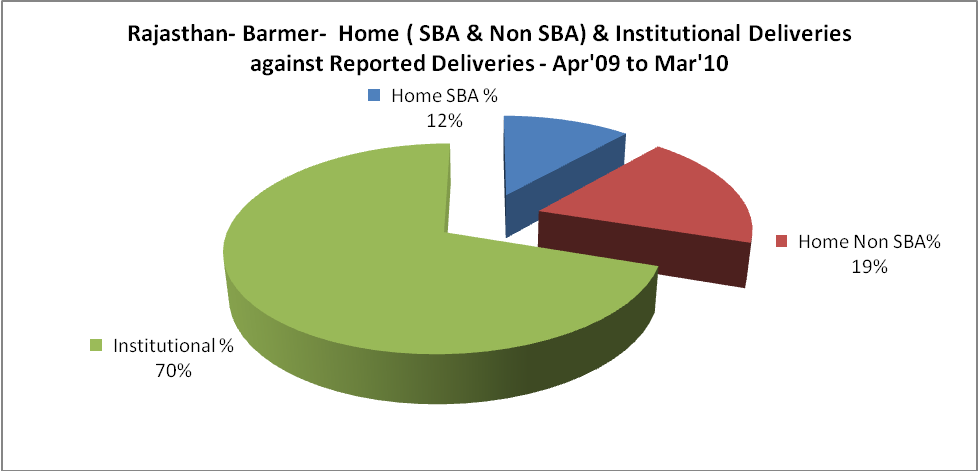 Rajasthan- Barmer- Home ( SBA & Non SBA) & Institutional Deliveries
against Reported Deliveries - Apr'09 to Mar'10
Home SBA %
12%
Home Non SBA%
19%
Institutional %
70%